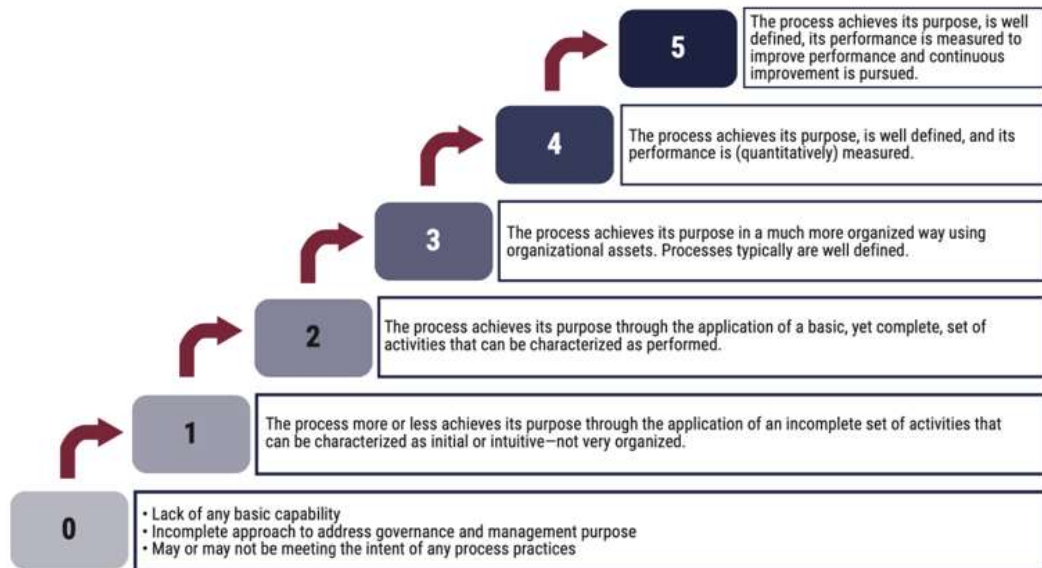 5
The process achieves its purpose, is well
defined, its performance is measured to
improve performance and continuous
improvement is pursued.
4
The process achieves its purpose, is well defined, and its
performance is (quantitatively) measured.
3
The process achieves its purpose in a much more organized way using
organizational assets. Processes typically are well defined.
2
The process achieves its purpose through the application of a basic, yet complete, set of
activities that can be characterized as performed.
1
The process more or less achieves its purpose through the application of an incomplete set of activities that
can be characterized as initial or intuitive—not very organized.
0
• Lack of any basic capability
• Incomplete approach to address governance and management purpose
• May or may not be meeting the intent of any process practices